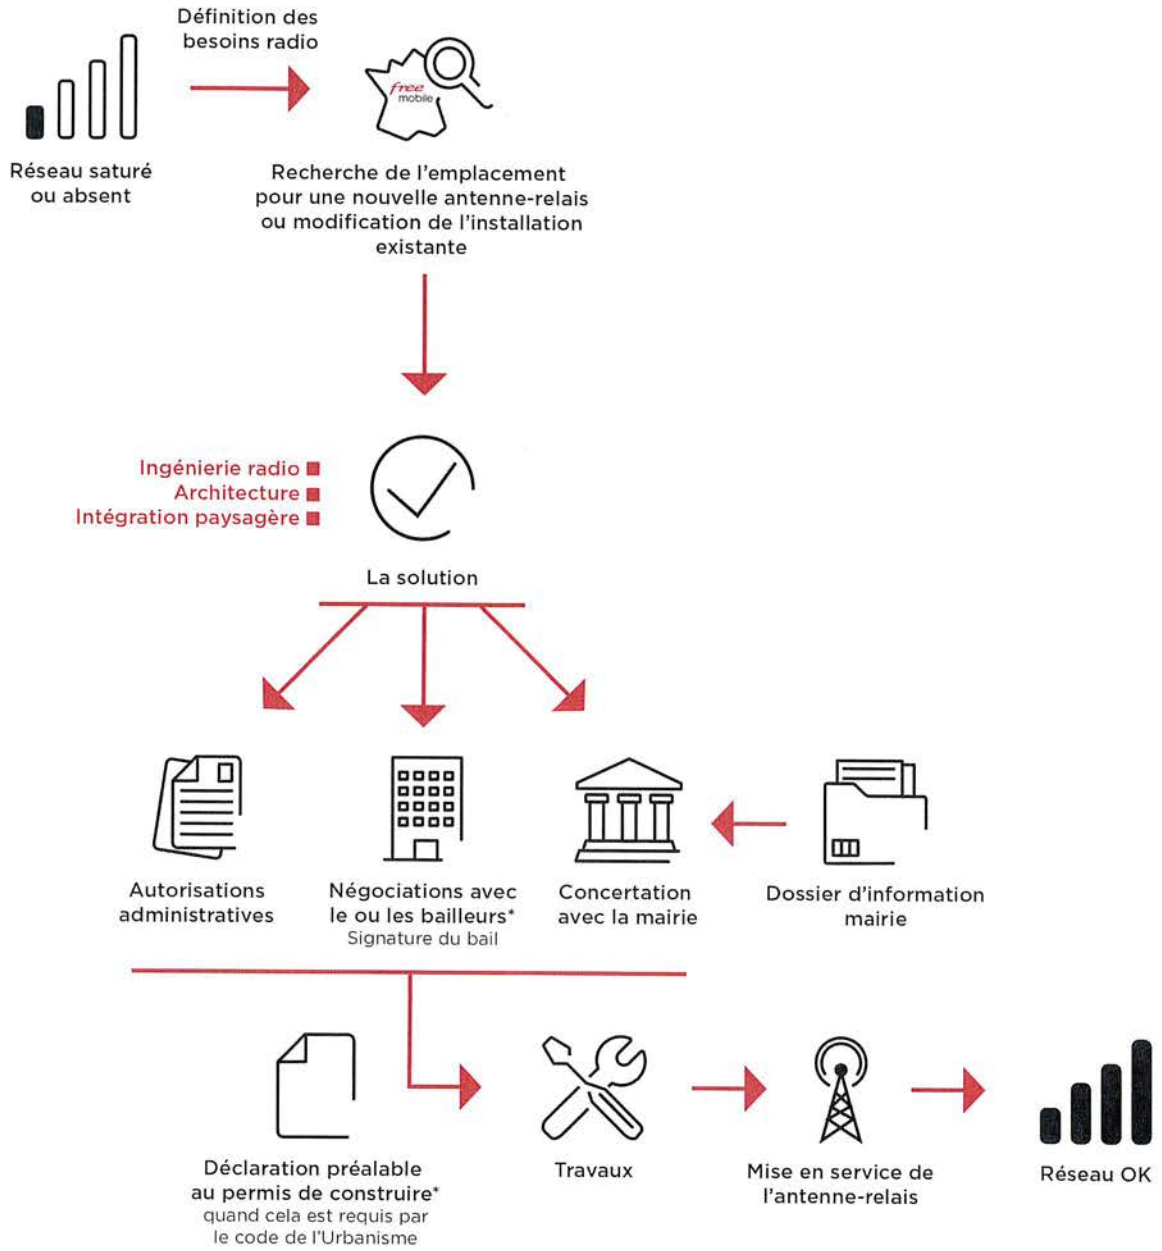 Définition des
besoins radio
free
mobile
Réseau saturé
ou absent
Recherche de l'emplacement
pour une nouvelle antenne-relais
ou modification de l'installation
existante
Ingénierie radio
Architecture
Intégration paysagère
La solution
Autorisations
administratives
Négociations avec
le ou les bailleurs*
Signature du bail
Concertation
avec la mairie
Dossier d'information
mairie
Déclaration préalable
au permis de construire*
quand cela est requis par
le code de l'Urbanisme
Travaux
Mise en service de
l'antenne-relais
Réseau OK